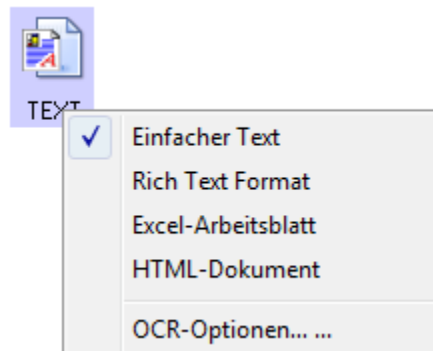 TEXT
Einfacher Text
Rich Text Format
Excel-Arbeitsblatt
HTML-Dokument
OCR-Optionen... ...